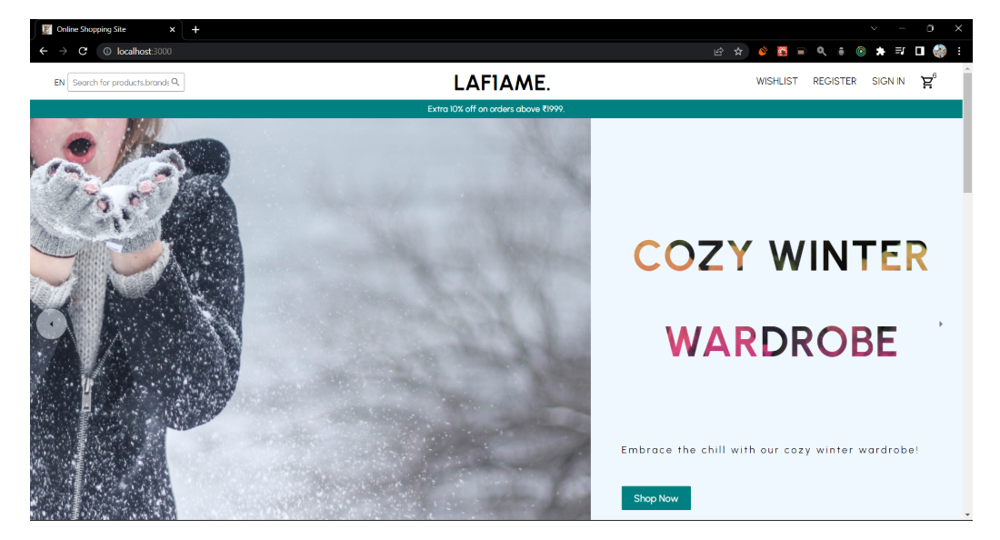 Online Shopping Site
localhost:3000
EN
Search for products,brands
LAF1AME.
WISHLIST REGISTER SIGN IN 6
Extra 10% off on orders above ₹1999.
COZY WINTER
WARDROBE
Embrace the chill with our cozy winter wardrobe!
Shop Now